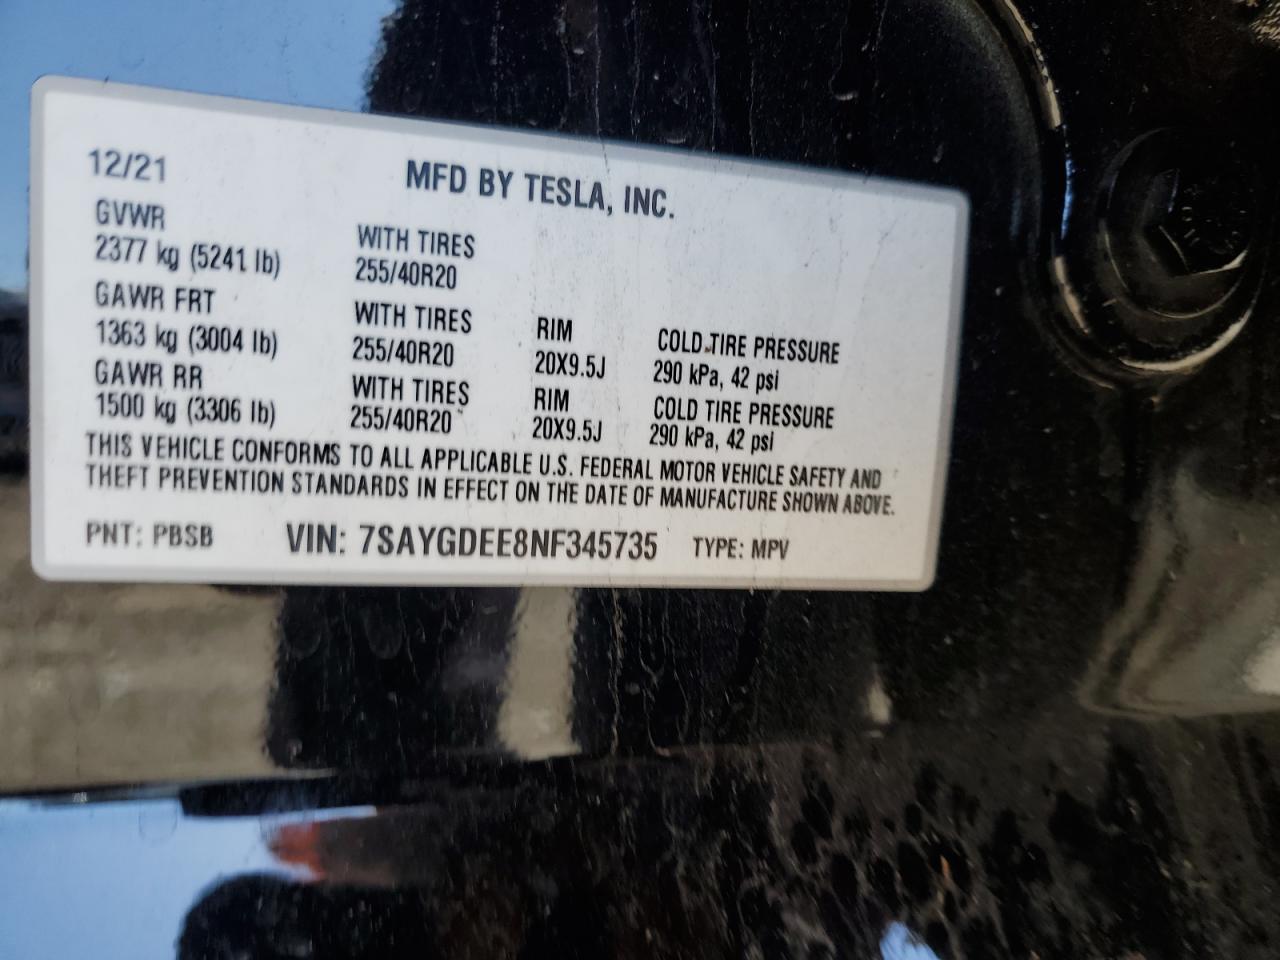 12/21 MFD BY TESLA, INC.
GVWR
2377 kg (5241 lb) WITH TIRES
255/40R20
GAWR FRT WITH TIRES RIM COLD TIRE PRESSURE
1363 kg (3004 lb) 255/40R20 20X9.5J 290 kPa, 42 psi
GAWR RR WITH TIRES RIM COLD TIRE PRESSURE
1500 kg (3306 lb) 255/40R20 20X9.5J 290 kPa, 42 psi
THIS VEHICLE CONFORMS TO ALL APPLICABLE U.S. FEDERAL MOTOR VEHICLE SAFETY AND
THEFT PREVENTION STANDARDS IN EFFECT ON THE DATE OF MANUFACTURE SHOWN ABOVE.
PNT: PBSB VIN: 7SAYGDEE8NF345735 TYPE: MPV